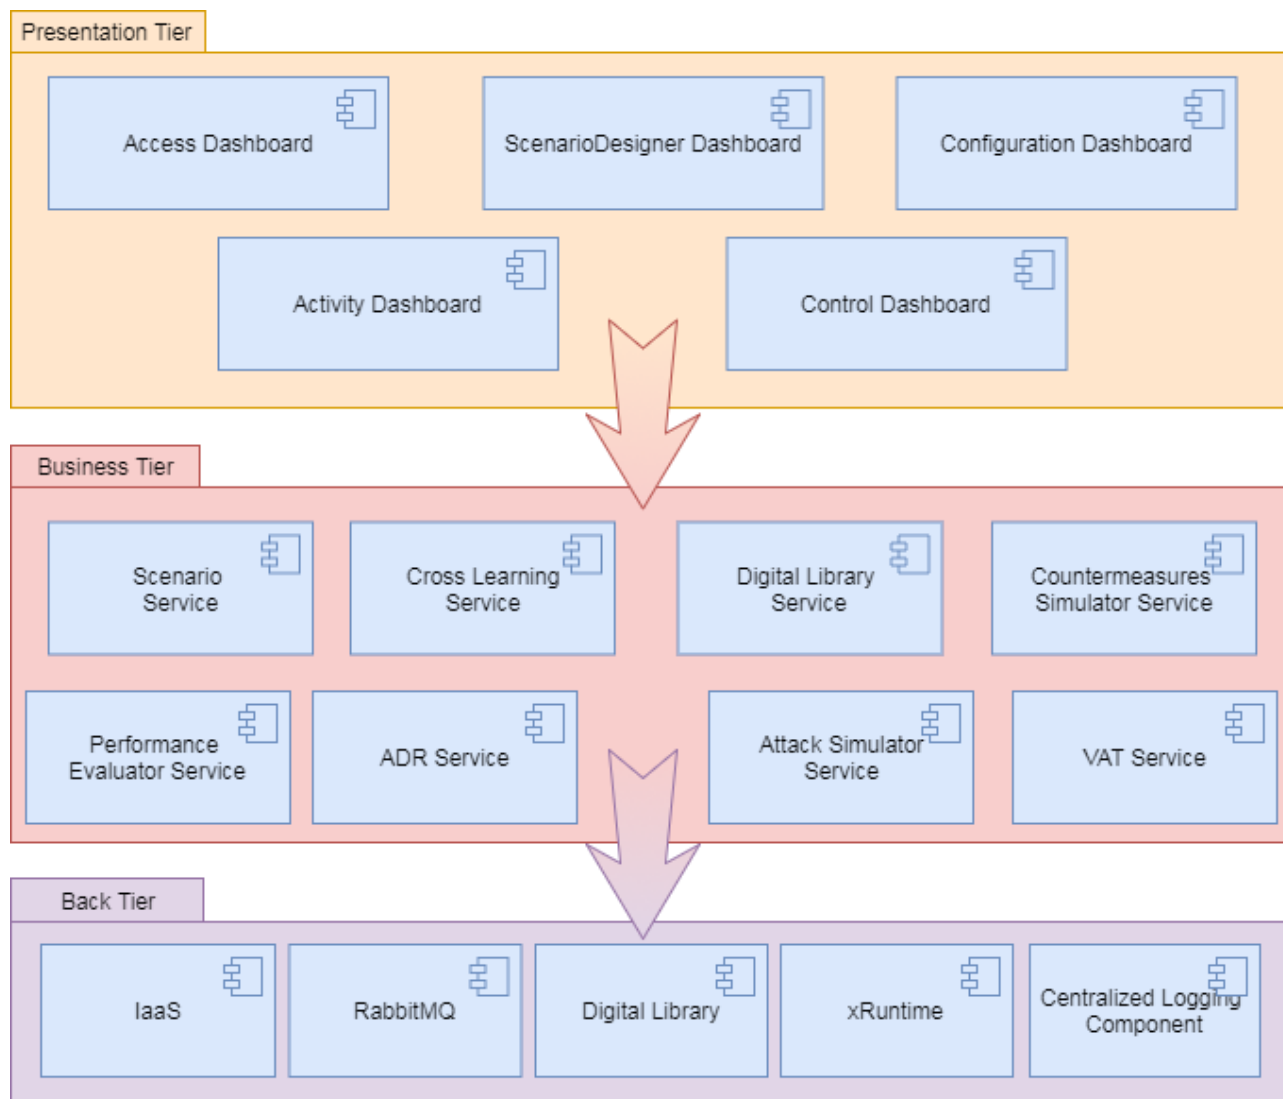 Presentation Tier
Access Dashboard
ScenarioDesigner Dashboard
Configuration Dashboard
Activity Dashboard
Control Dashboard
Business Tier
Scenario
Service
Cross Learning
Service
Digital Library
Service
Countermeasures
Simulator Service
Performance
Evaluator Service
ADR Service
Attack Simulator
Service
VAT Service
Back Tier
IaaS
RabbitMQ
Digital Library
xRuntime
Centralized Logging
Component